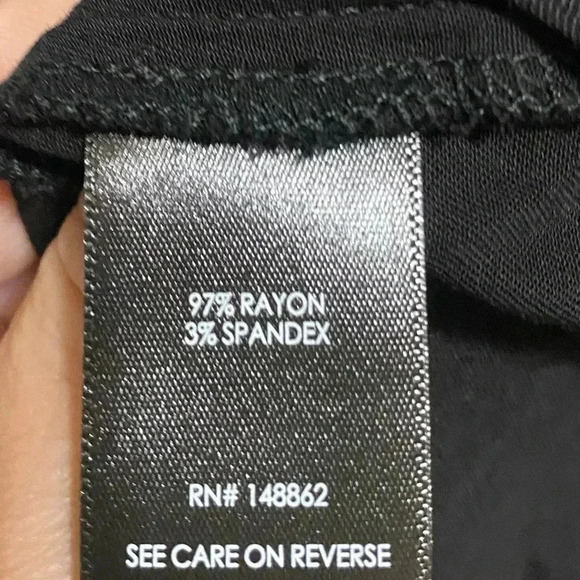 97% RAYON
3% SPANDEX
RN# 148862
SEE CARE ON REVERSE